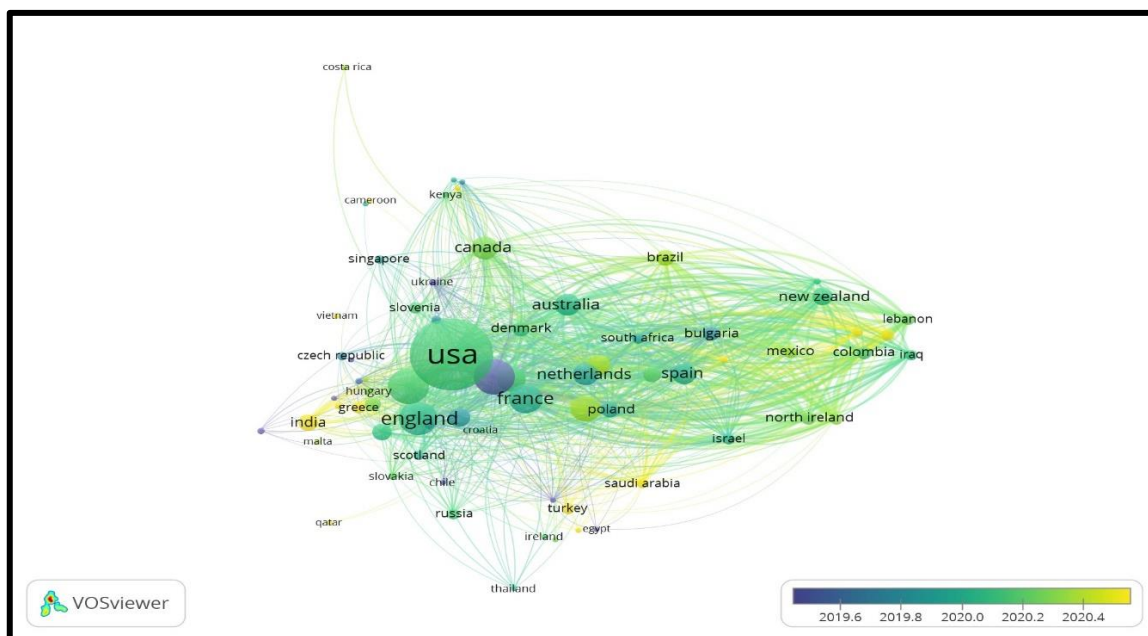 costa rica
kenya
cameroon
canada
brazil
singapore
ukraine
new zealand
slovenia
australia
vietnam
denmark
lebanon
south africa
bulgaria
usa
czech republic
mexico
colombia
iraq
netherlands
spain
hungary
france
greece
poland
north ireland
india
england
croatia
malta
israel
scotland
slovakia
chile
saudi arabia
russia
turkey
qatar
egypt
ireland
thailand
VOSviewer
2019.6 2019.8 2020.0 2020.2 2020.4